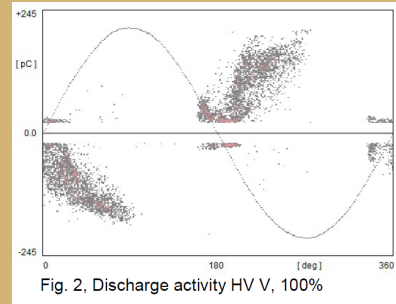 +245
[ pC]
0.0
-245
0 180 [ deg ] 360
Fig. 2, Discharge activity HV V, 100%